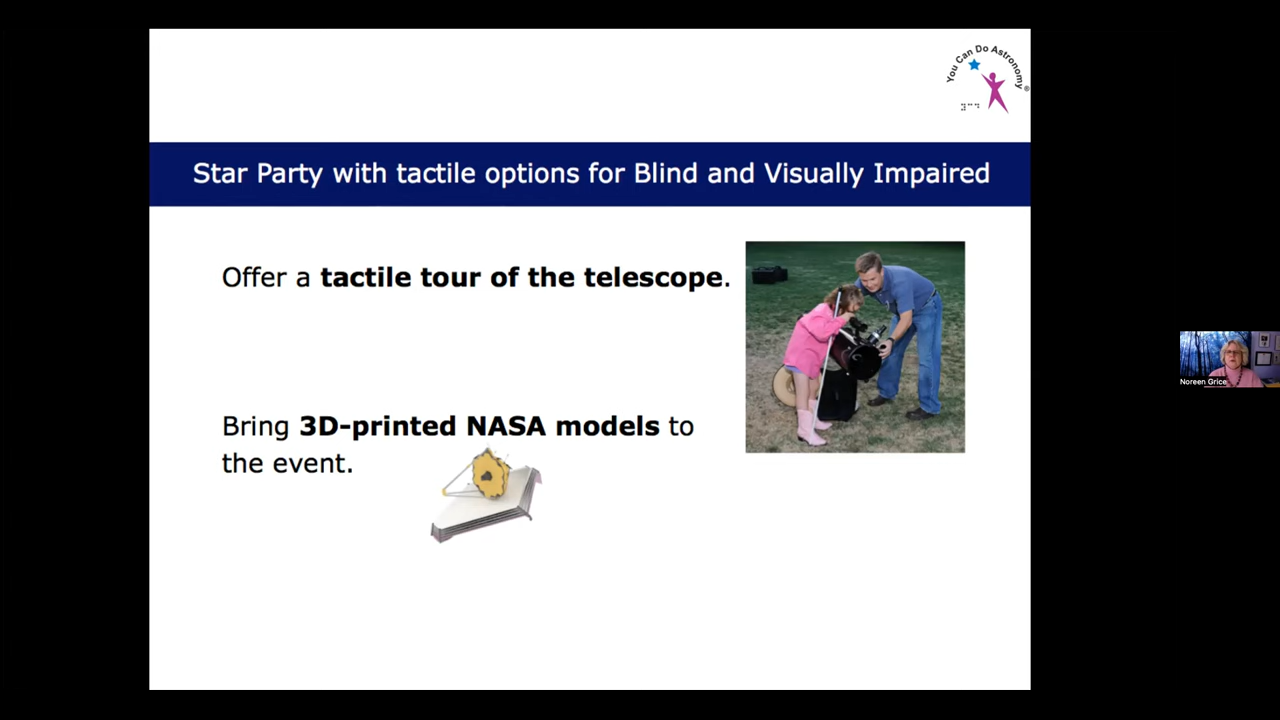 You Can Do Astronomy®
⠽⠉⠙
Star Party with tactile options for Blind and Visually Impaired
Offer a tactile tour of the telescope.
Bring 3D-printed NASA models to
the event.
Noreen Grice